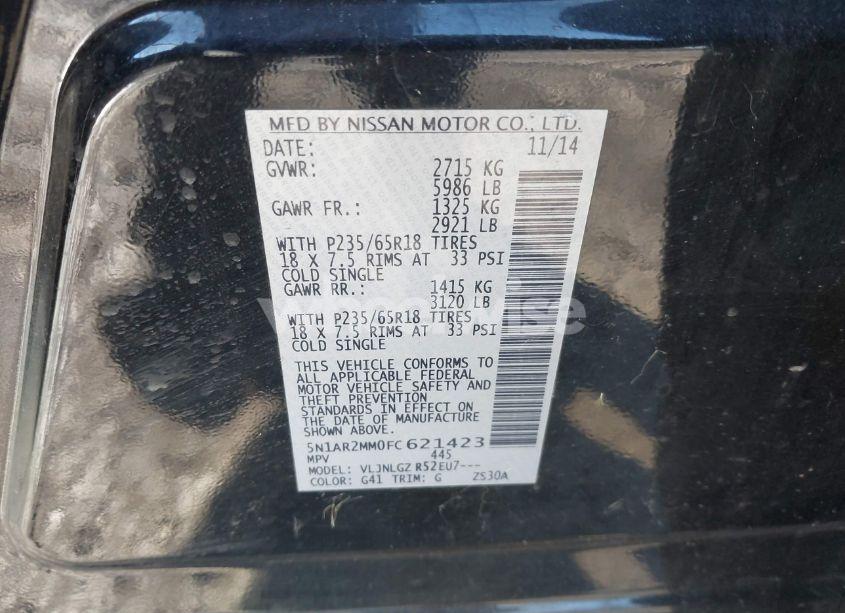 MFD BY NISSAN MOTOR CO., LTD.
DATE: 11/14
GVWR: 2715 KG
5986 LB
GAWR FR.: 1325 KG
2921 LB
WITH P235/65R18 TIRES
18 X 7.5 RIMS AT 33 PSI
COLD SINGLE
GAWR RR.: 1415 KG
3120 LB
WITH P235/65R18 TIRES
18 X 7.5 RIMS AT 33 PSI
COLD SINGLE
THIS VEHICLE CONFORMS TO
ALL APPLICABLE FEDERAL
MOTOR VEHICLE SAFETY AND
THEFT PREVENTION
STANDARDS IN EFFECT ON
THE DATE OF MANUFACTURE
SHOWN ABOVE.
5N1AR2MM0FC621423
MPV 445
MODEL: VLJNLGZ R52EU7---
COLOR: G41 TRIM: G ZS30A